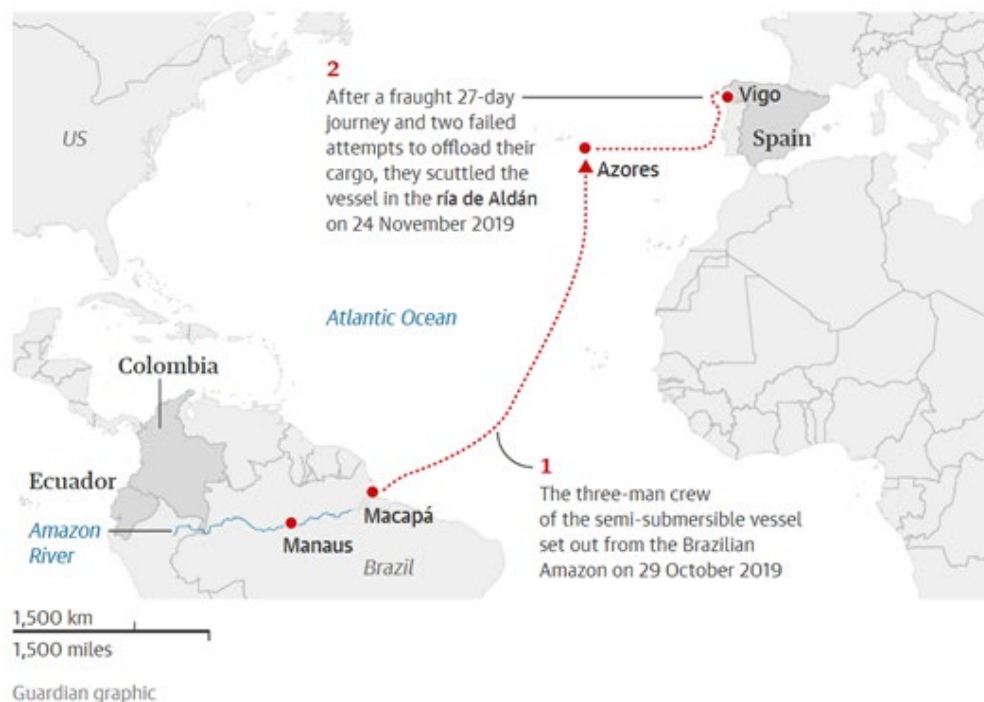 US
2
After a fraught 27-day
journey and two failed
attempts to offload their
cargo, they scuttled the
vessel in the ría de Aldán
on 24 November 2019
Vigo
Spain
Azores
Atlantic Ocean
Colombia
Ecuador
Amazon
River
Manaus
Macapá
Brazil
1
The three-man crew
of the semi-submersible vessel
set out from the Brazilian
Amazon on 29 October 2019
1,500 km
1,500 miles
Guardian graphic